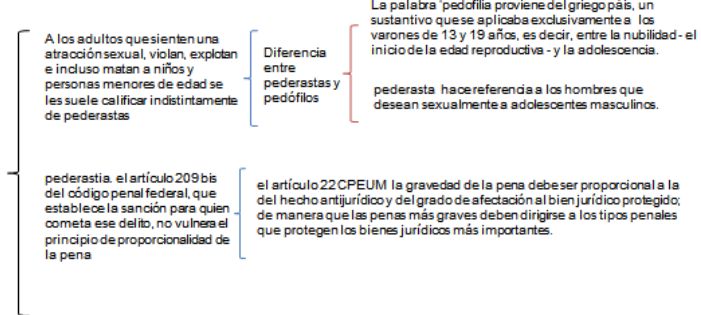 La palabra 'pedofilia proviene del griego páis, un
sustantivo que se aplicaba exclusivamente a los
varones de 13 y 19 años, es decir, entre la nubilidad - el
inicio de la edad reproductiva - y la adolescencia.
A los adultos que sienten una
atracción sexual, violan, explotan
e incluso matan a niños y
personas menores de edad se
les suele calificar indistintamente
de pederastas
Diferencia
entre
pederastas y
pedófilos
pederasta hace referencia a los hombres que
desean sexualmente a adolescentes masculinos.
pederastia. el artículo 209 bis
del código penal federal, que
establece la sanción para quien
cometa ese delito, no vulnera el
principio de proporcionalidad de
la pena
el artículo 22 CPEUM la gravedad de la pena debe ser proporcional a la
del hecho antijurídico y del grado de afectación al bien jurídico protegido;
de manera que las penas más graves deben dirigirse a los tipos penales
que protegen los bienes jurídicos más importantes.